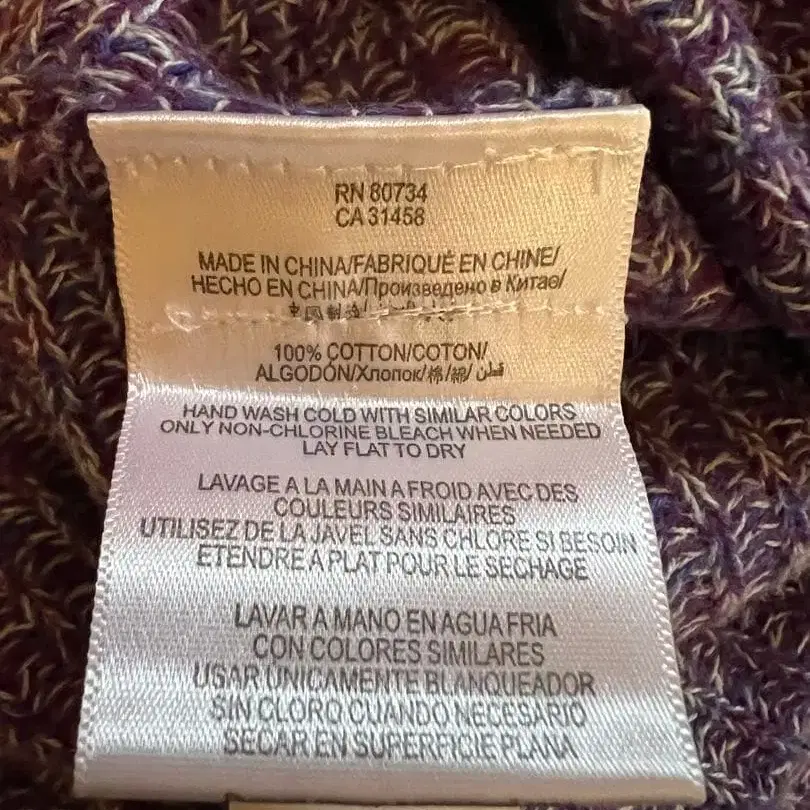 RN 80734
CA 31458
MADE IN CHINA/FABRIQUÉ EN CHINE/
HECHO EN CHINA/Произведено в Китае/
中国制造/
100% COTTON/COTON/
ALGODÓN/Хлопок/棉/綿/قطن
HAND WASH COLD WITH SIMILAR COLORS
ONLY NON-CHLORINE BLEACH WHEN NEEDED
LAY FLAT TO DRY
LAVAGE A LA MAIN A FROID AVEC DES
COULEURS SIMILAIRES
UTILISEZ DE LA JAVEL SANS CHLORE SI BESOIN
ETENDRE A PLAT POUR LE SECHAGE
LAVAR A MANO EN AGUA FRIA
CON COLORES SIMILARES
USAR UNICAMENTE BLANQUEADOR
SIN CLORO CUANDO NECESARIO
SECAR EN SUPERFICIE PLANA